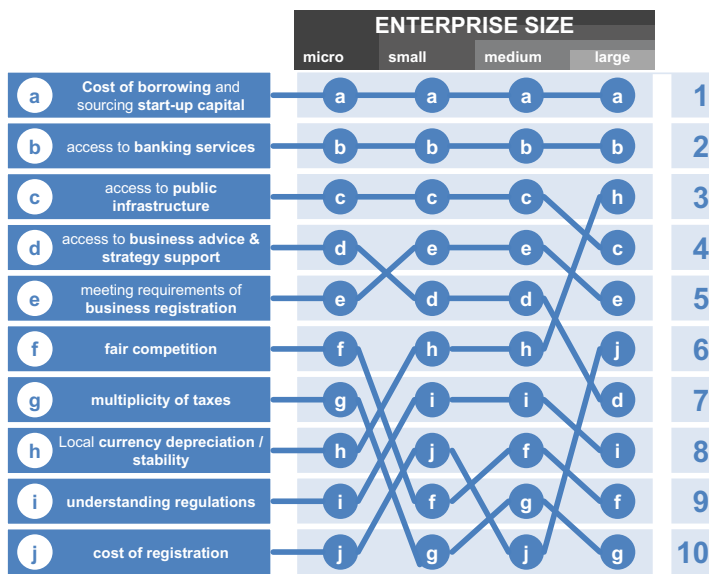 ENTERPRISE SIZE
micro small medium large
a Cost of borrowing and
sourcing start-up capital
a a a a 1
b access to banking services b b b b 2
c access to public
infrastructure
c c c h 3
d access to business advice &
strategy support
d e e c 4
e meeting requirements of
business registration
e d d e 5
f fair competition f h h j 6
g multiplicity of taxes g i i d 7
h Local currency depreciation /
stability
h j f i 8
i understanding regulations i f g f 9
j cost of registration j g j g 10